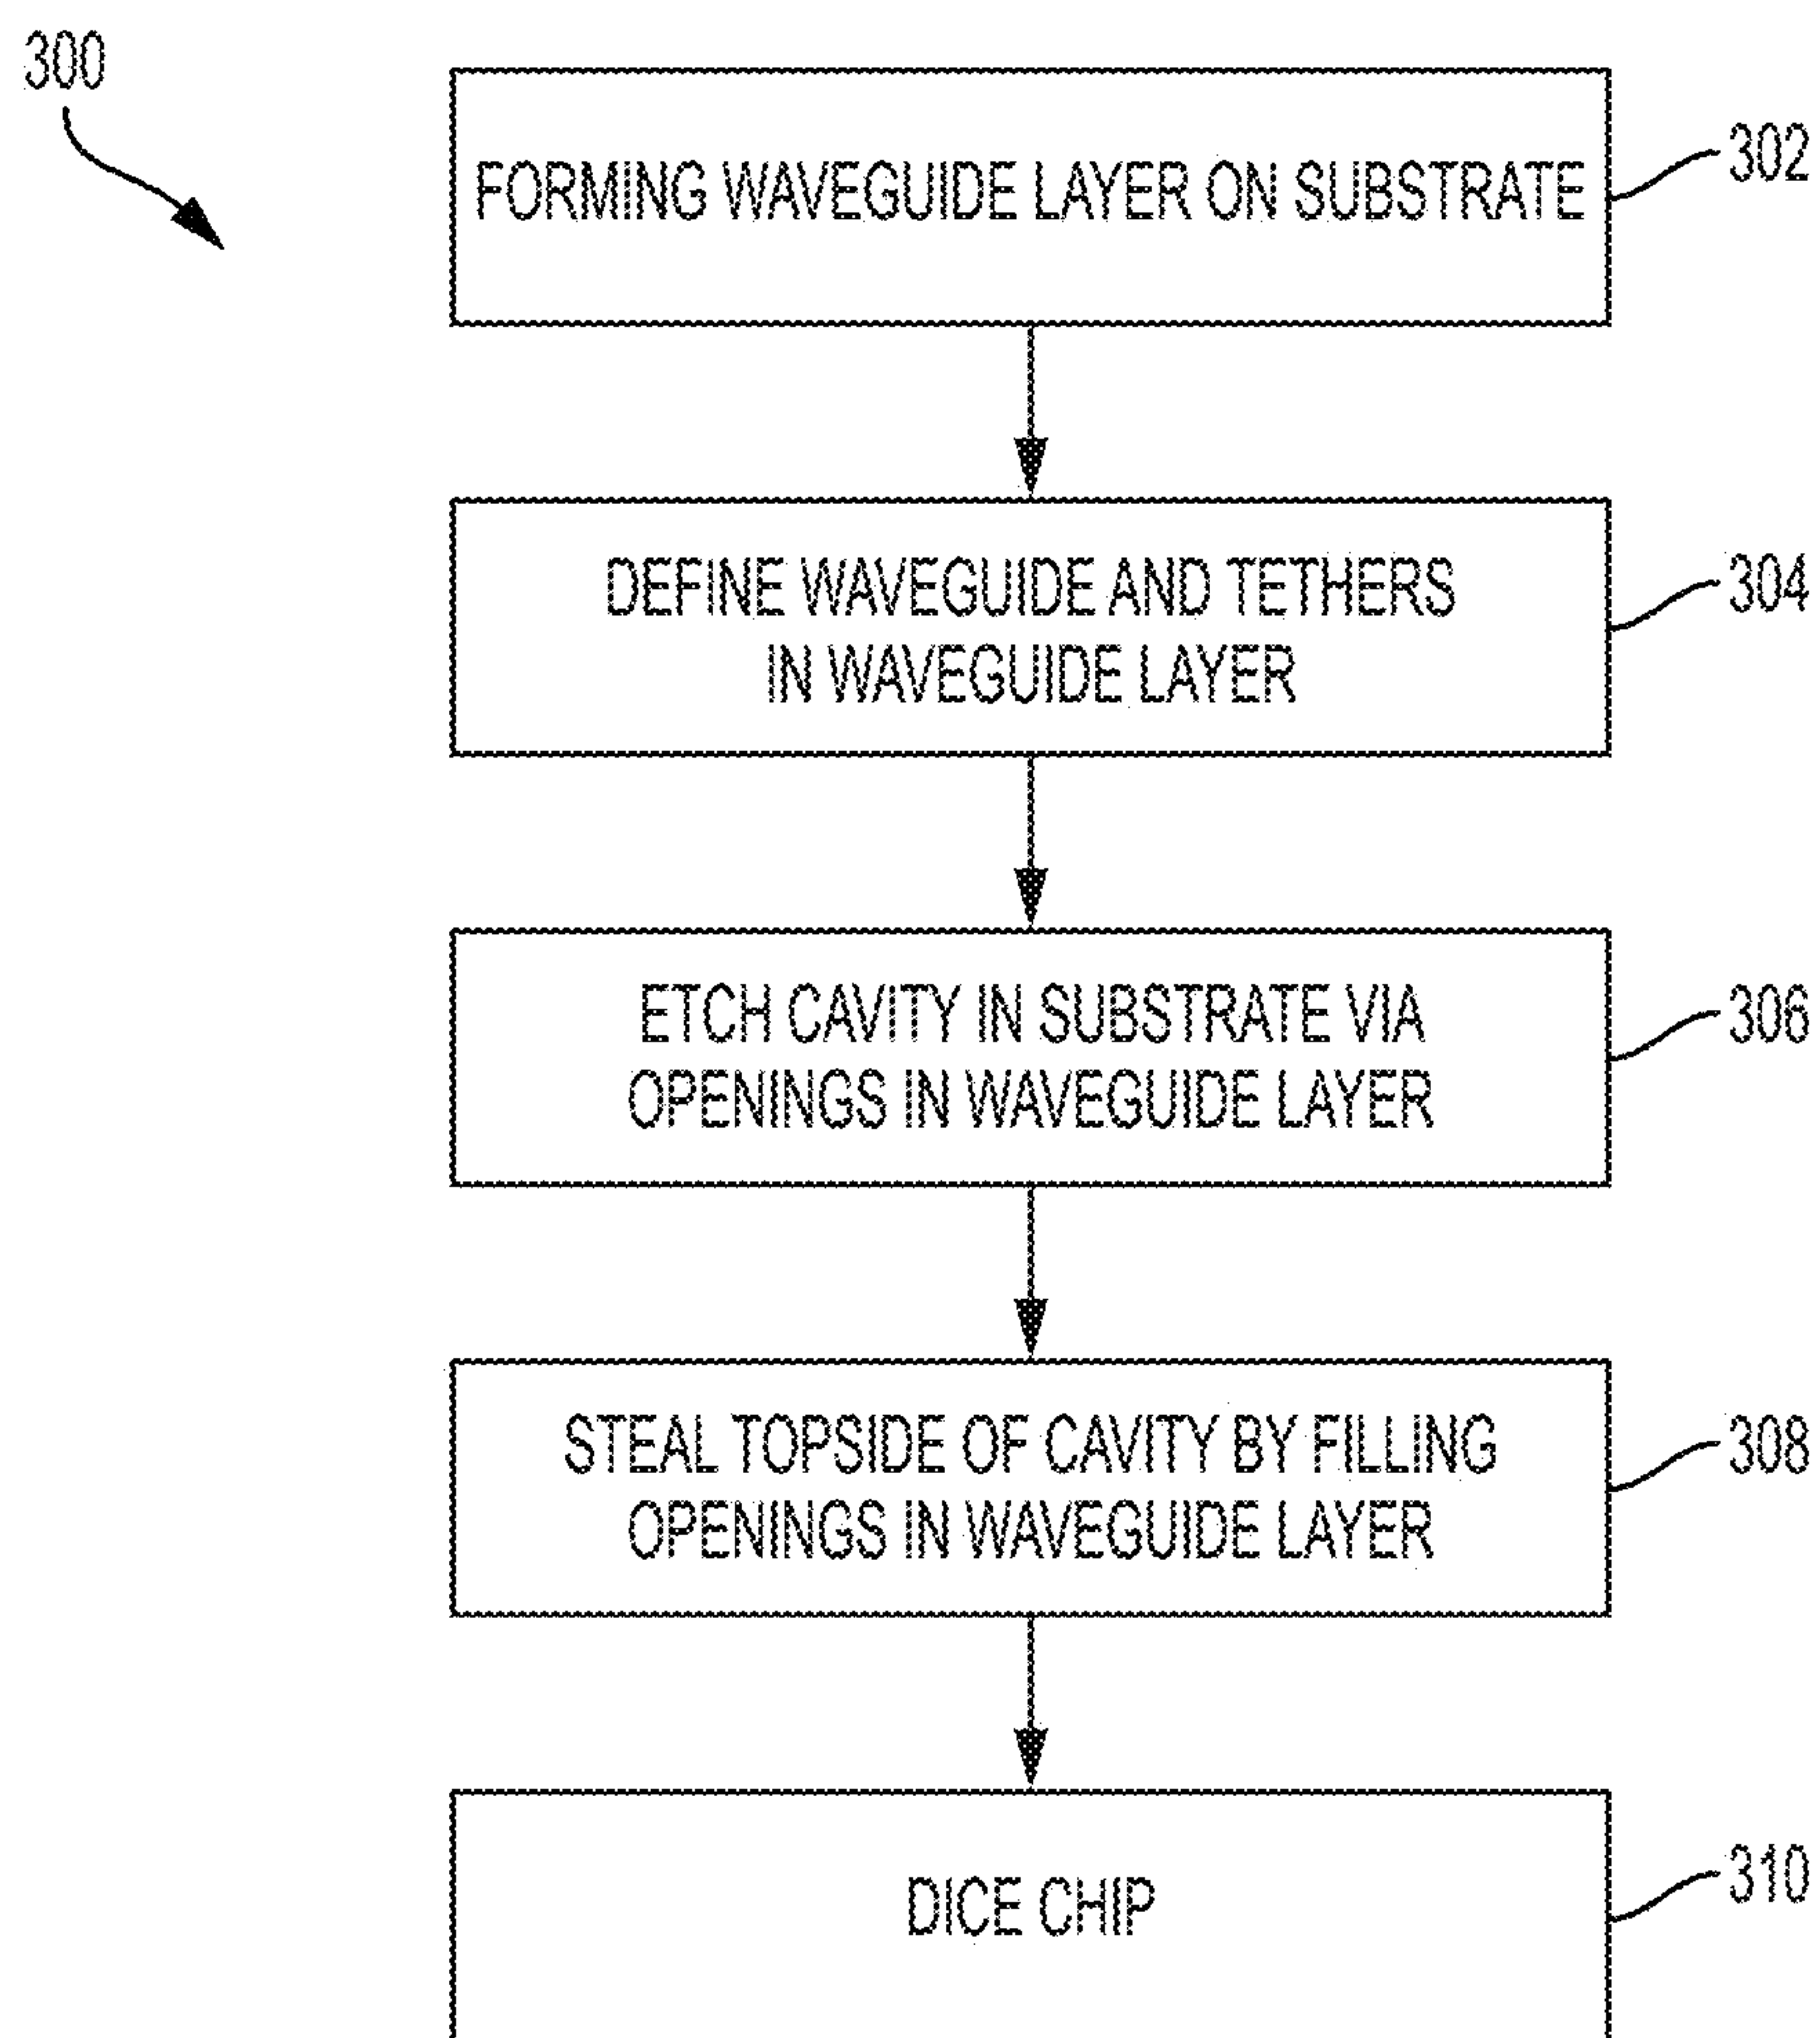 300
FORMING WAVEGUIDE LAYER ON SUBSTRATE
302
DEFINE WAVEGUIDE AND TETHERS
IN WAVEGUIDE LAYER
304
ETCH CAVITY IN SUBSTRATE VIA
OPENINGS IN WAVEGUIDE LAYER
306
STEAL TOPSIDE OF CAVITY BY FILLING
OPENINGS IN WAVEGUIDE LAYER
308
DICE CHIP
310